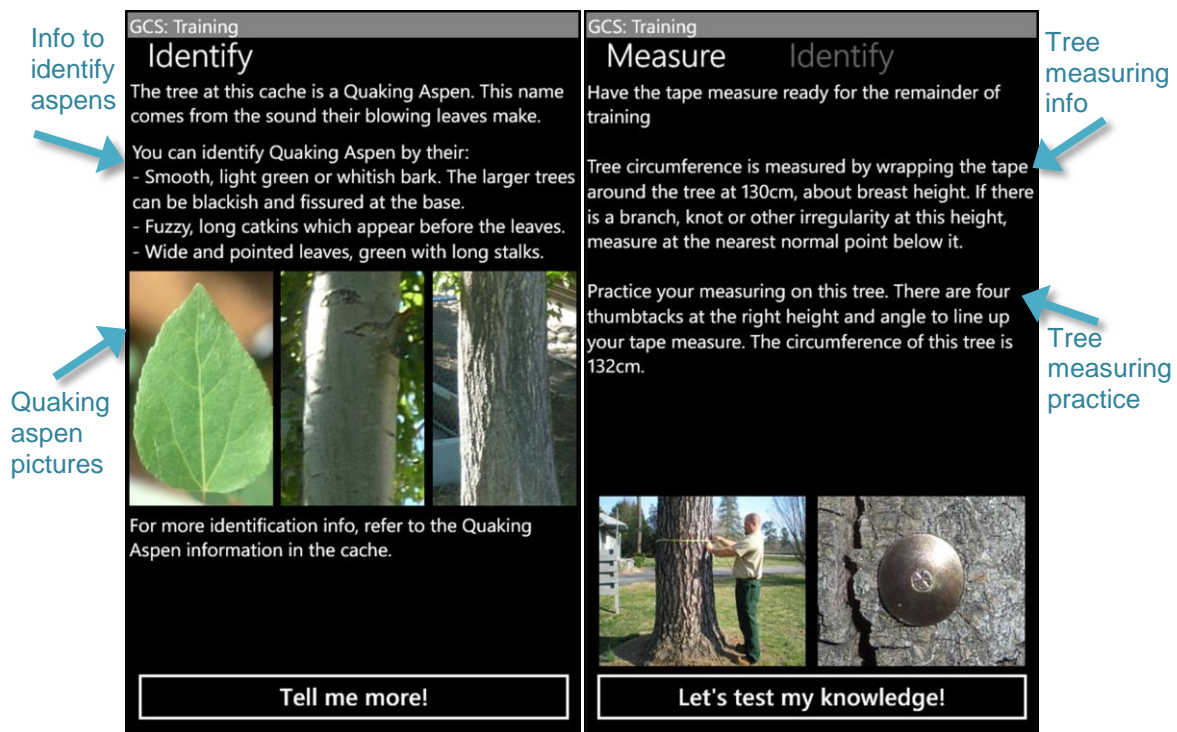 Info to
identify
aspens
Quaking
aspen
pictures
GCS: Training
Identify
The tree at this cache is a Quaking Aspen. This name
comes from the sound their blowing leaves make.
You can identify Quaking Aspen by their:
- Smooth, light green or whitish bark. The larger trees
can be blackish and fissured at the base.
- Fuzzy, long catkins which appear before the leaves.
- Wide and pointed leaves, green with long stalks.
For more identification info, refer to the Quaking
Aspen information in the cache.
Tell me more!
GCS: Training
Measure Identify
Have the tape measure ready for the remainder of
training
Tree circumference is measured by wrapping the tape
around the tree at 130cm, about breast height. If there
is a branch, knot or other irregularity at this height,
measure at the nearest normal point below it.
Practice your measuring on this tree. There are four
thumbtacks at the right height and angle to line up
your tape measure. The circumference of this tree is
132cm.
Let's test my knowledge!
Tree
measuring
info
Tree
measuring
practice